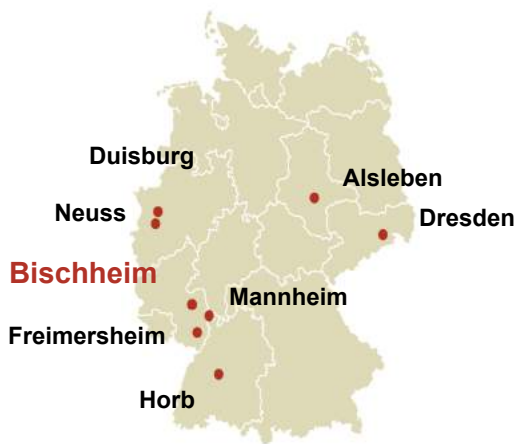 Duisburg
Alsleben
Neuss
Dresden
Bischheim
Mannheim
Freimersheim
Horb